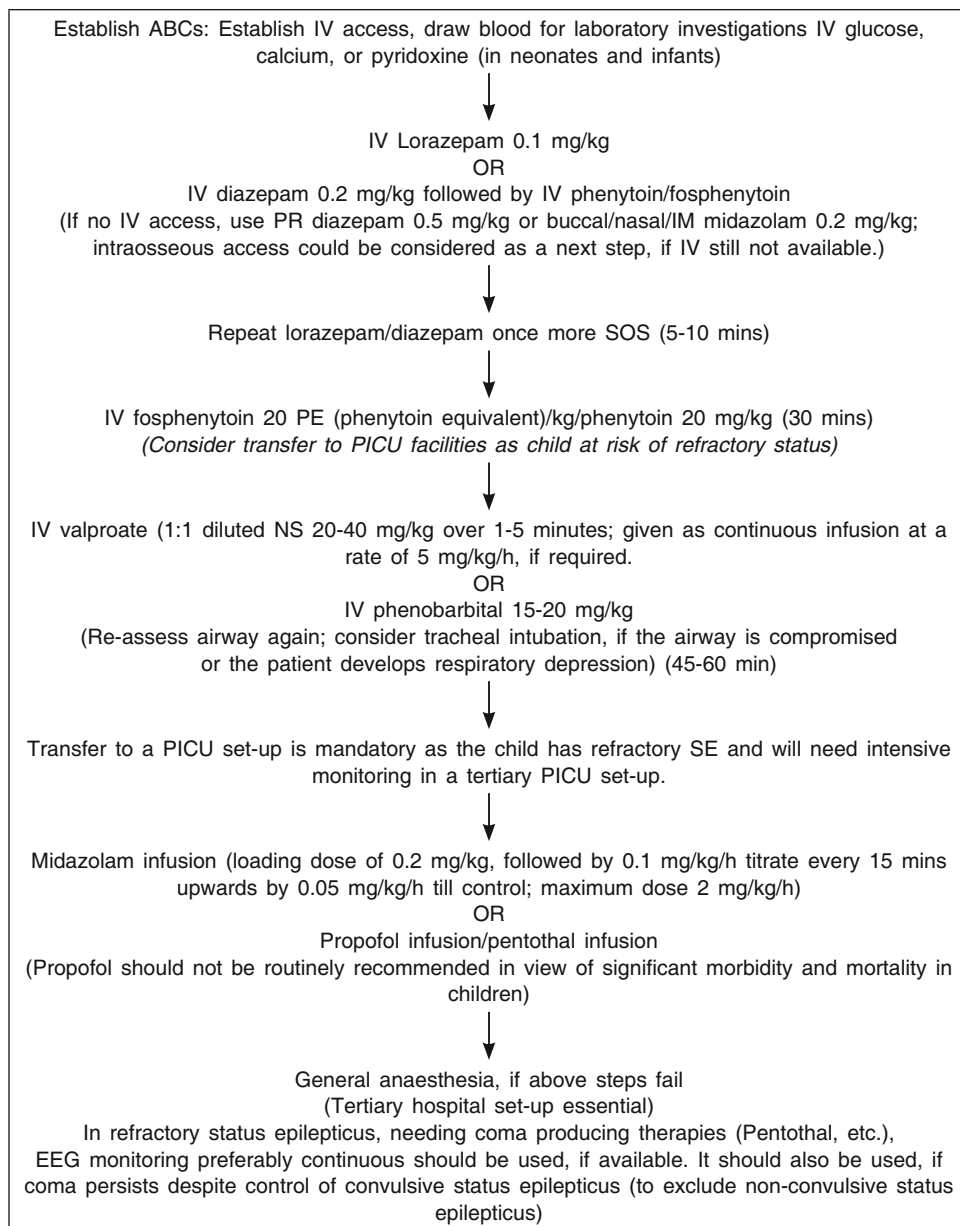 Establish ABCs: Establish IV access, draw blood for laboratory investigations IV glucose,
calcium, or pyridoxine (in neonates and infants)
IV Lorazepam 0.1 mg/kg
OR
IV diazepam 0.2 mg/kg followed by IV phenytoin/fosphenytoin
(If no IV access, use PR diazepam 0.5 mg/kg or buccal/nasal/IM midazolam 0.2 mg/kg;
intraosseous access could be considered as a next step, if IV still not available.)
Repeat lorazepam/diazepam once more SOS (5-10 mins)
IV fosphenytoin 20 PE (phenytoin equivalent)/kg/phenytoin 20 mg/kg (30 mins)
(Consider transfer to PICU facilities as child at risk of refractory status)
IV valproate (1:1 diluted NS 20-40 mg/kg over 1-5 minutes; given as continuous infusion at a
rate of 5 mg/kg/h, if required.
OR
IV phenobarbital 15-20 mg/kg
(Re-assess airway again; consider tracheal intubation, if the airway is compromised
or the patient develops respiratory depression) (45-60 min)
Transfer to a PICU set-up is mandatory as the child has refractory SE and will need intensive
monitoring in a tertiary PICU set-up.
Midazolam infusion (loading dose of 0.2 mg/kg, followed by 0.1 mg/kg/h titrate every 15 mins
upwards by 0.05 mg/kg/h till control; maximum dose 2 mg/kg/h)
OR
Propofol infusion/pentothal infusion
(Propofol should not be routinely recommended in view of significant morbidity and mortality in
children)
General anaesthesia, if above steps fail
(Tertiary hospital set-up essential)
In refractory status epilepticus, needing coma producing therapies (Pentothal, etc.),
EEG monitoring preferably continuous should be used, if available. It should also be used, if
coma persists despite control of convulsive status epilepticus (to exclude non-convulsive status
epilepticus)